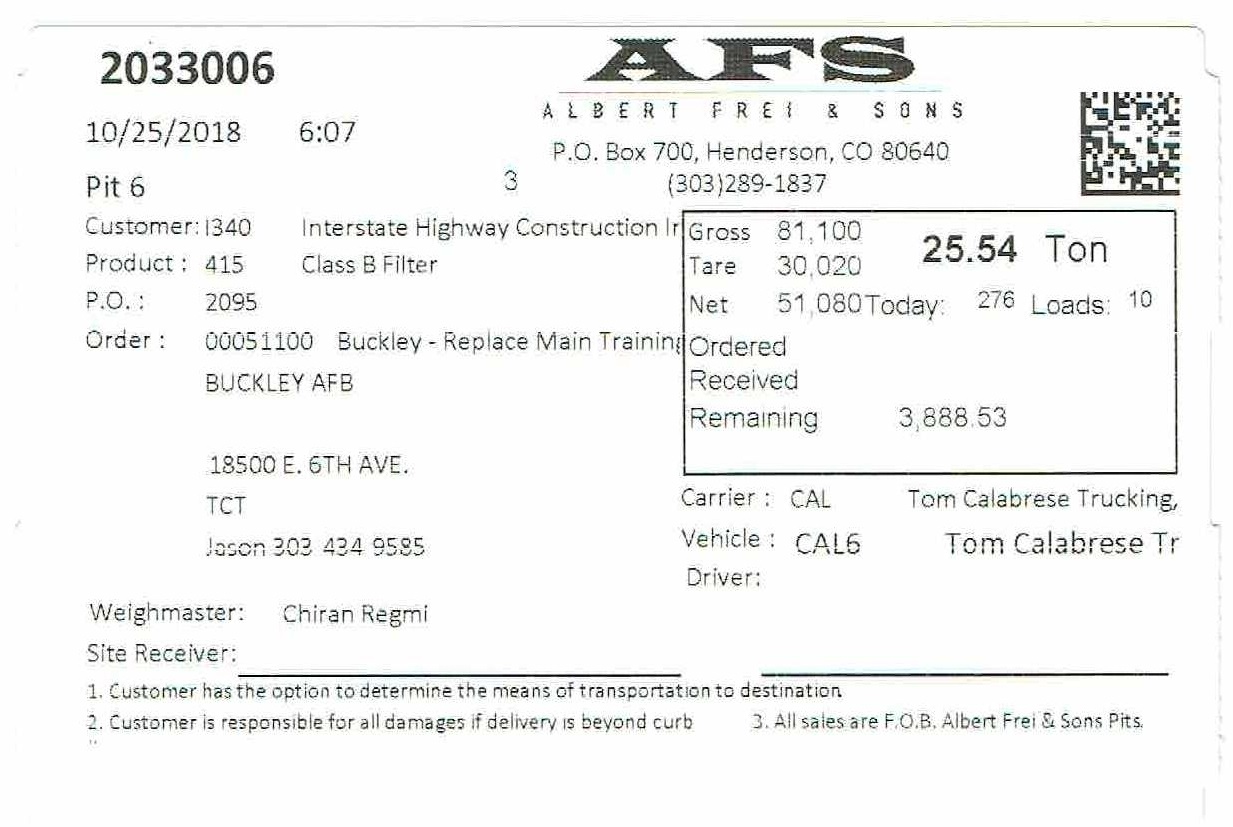 2033006
AFS
ALBERT FREI & SONS
10/25/2018 6:07
P.O. Box 700, Henderson, CO 80640
Pit 6 3 (303)289-1837
Customer: I340 Interstate Highway Construction Ir
Product : 415 Class B Filter
P.O. : 2095
Order : 00051100 Buckley - Replace Main Training
BUCKLEY AFB
18500 E. 6TH AVE.
TCT
Jason 303 434 9585
Gross 81,100 25.54 Ton
Tare 30,020
Net 51,080 Today: 276 Loads: 10
Ordered
Received
Remaining 3,888.53
Carrier : CAL Tom Calabrese Trucking,
Vehicle : CAL6 Tom Calabrese Tr
Driver:
Weighmaster: Chiran Regmi
Site Receiver:
1. Customer has the option to determine the means of transportation to destination
2. Customer is responsible for all damages if delivery is beyond curb 3. All sales are F.O.B. Albert Frei & Sons Pits.